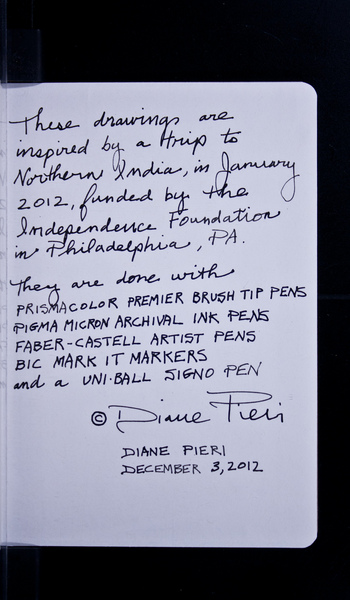 These drawings are
inspired by a trip to
Northern India, in January
2012, funded by the
Independence Foundation
in Philadelphia, PA.
They are done with
PRISMACOLOR PREMIER BRUSH TIP PENS
PIGMA MICRON ARCHIVAL INK PENS
FABER-CASTELL ARTIST PENS
BIC MARK IT MARKERS
and a UNI·BALL SIGNO PEN
© Diane Pieri
DIANE PIERI
DECEMBER 3, 2012